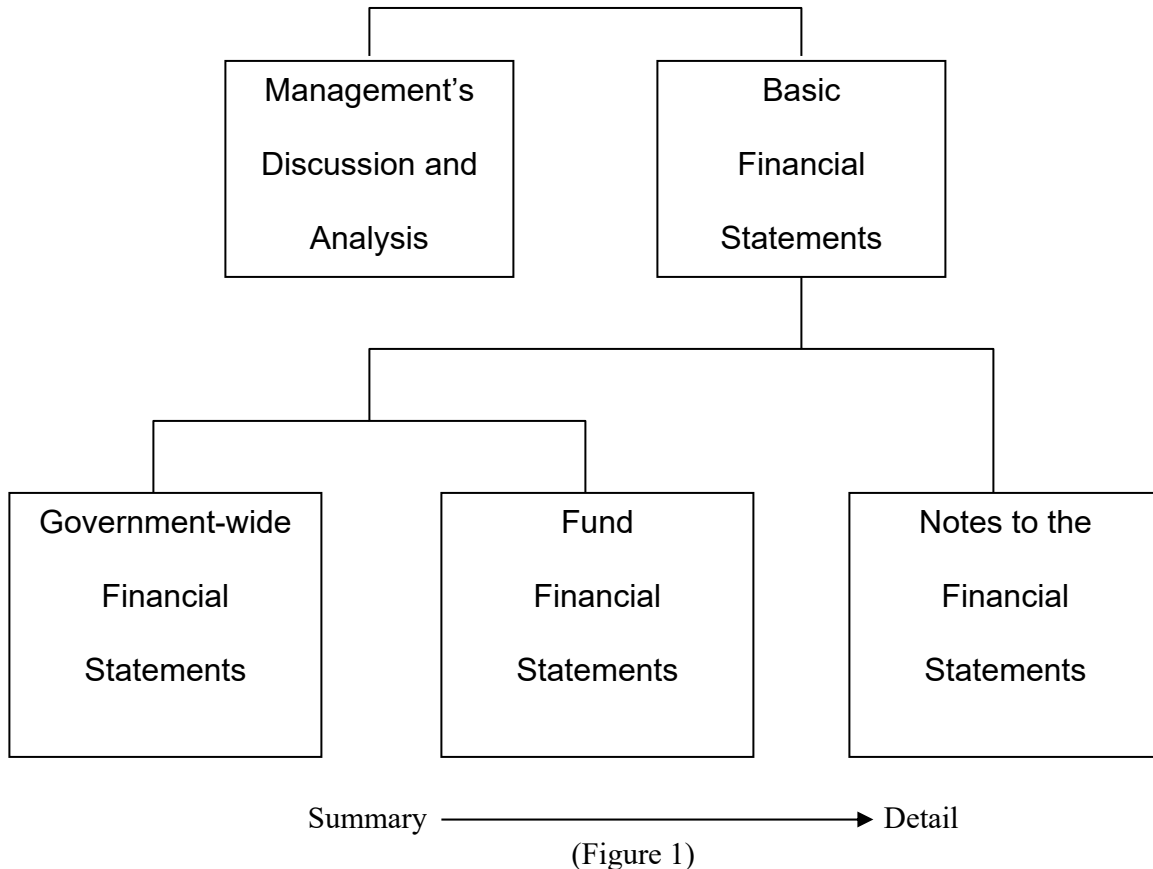 Management’s
Discussion and
Analysis
Basic
Financial
Statements
Government-wide
Financial
Statements
Fund
Financial
Statements
Notes to the
Financial
Statements
Summary
Detail
(Figure 1)